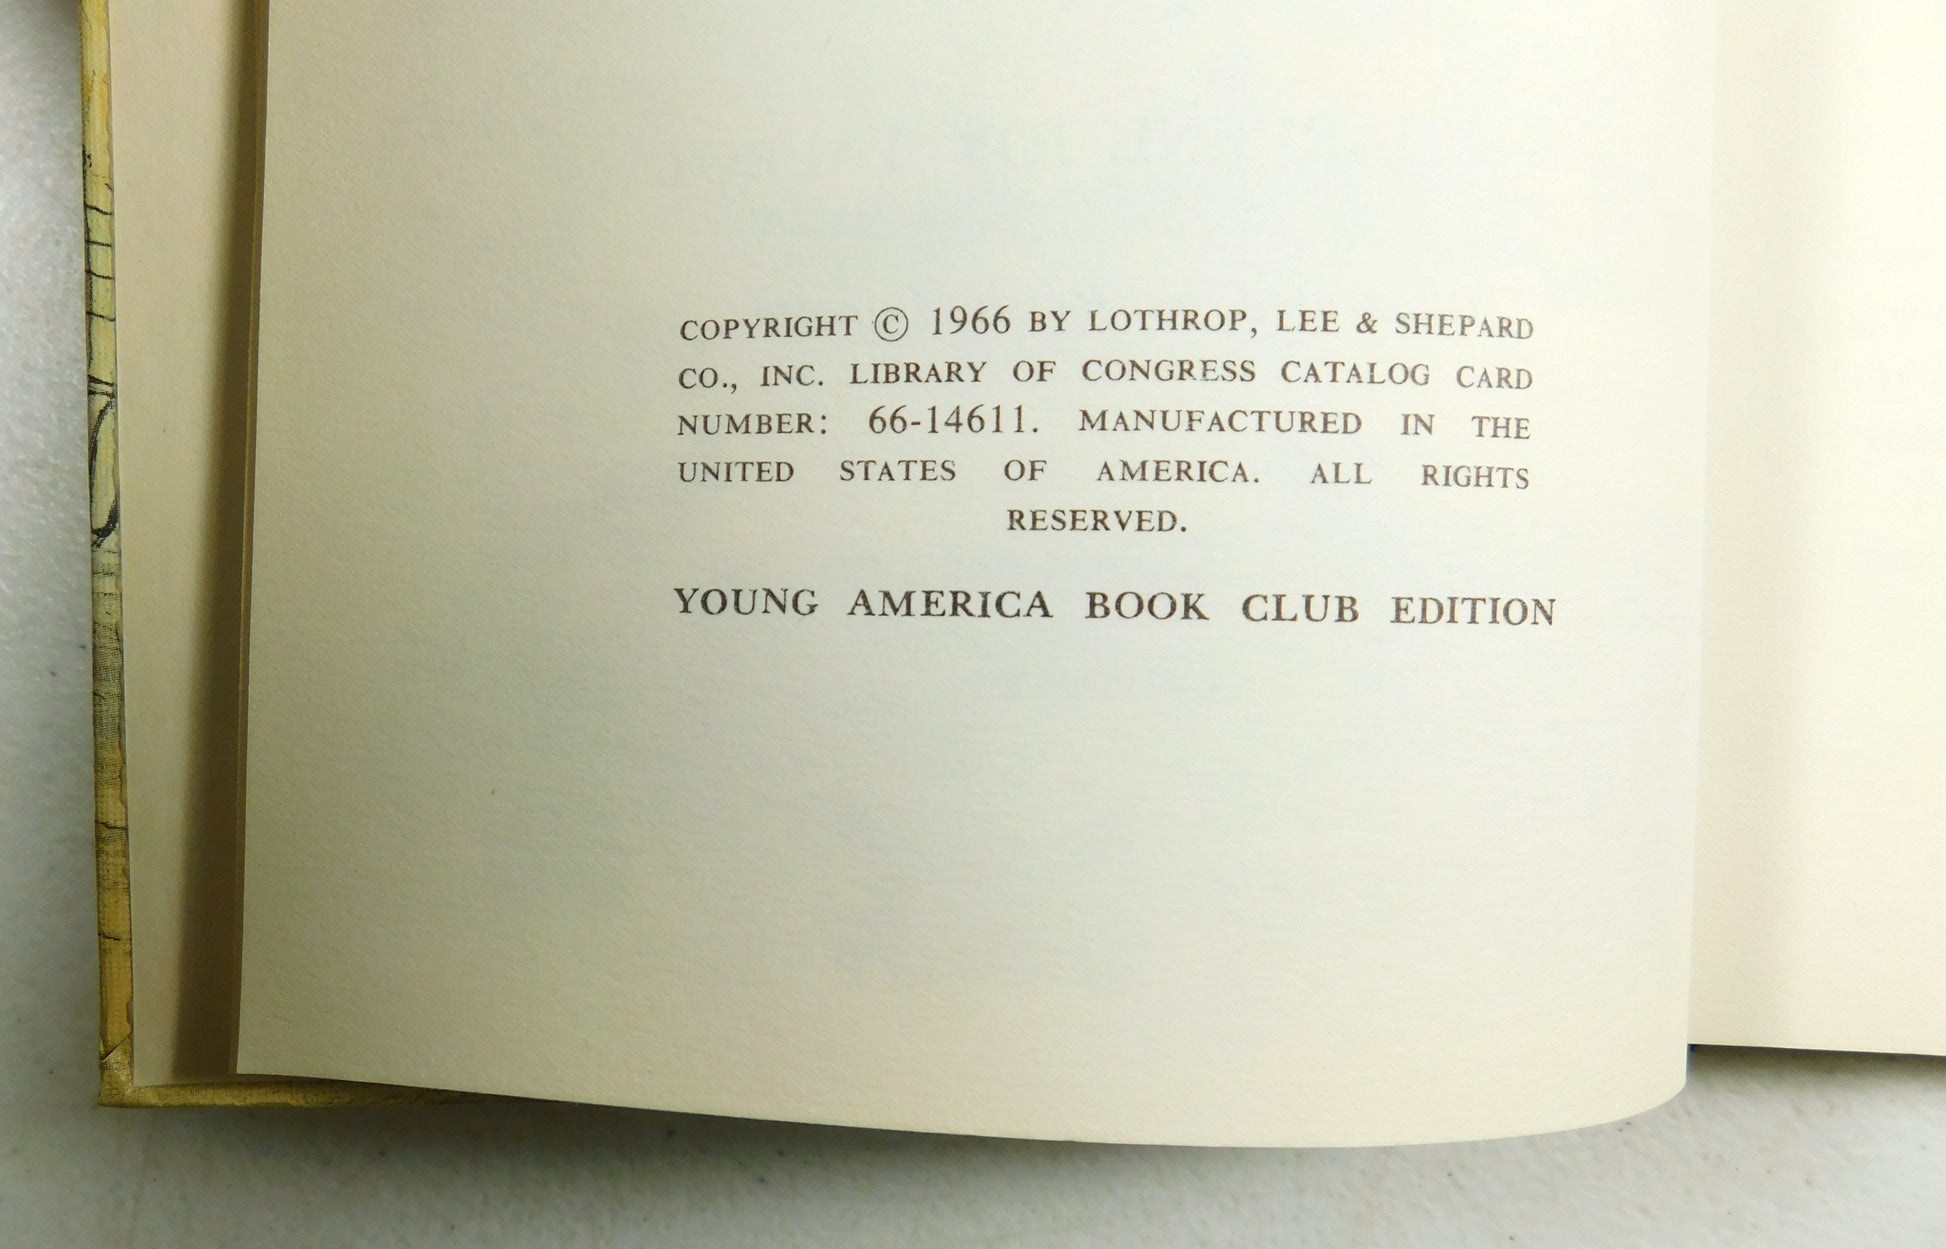 COPYRIGHT © 1966 BY LOTHROP, LEE & SHEPARD
CO., INC. LIBRARY OF CONGRESS CATALOG CARD
NUMBER: 66-14611. MANUFACTURED IN THE
UNITED STATES OF AMERICA. ALL RIGHTS
RESERVED.
YOUNG AMERICA BOOK CLUB EDITION